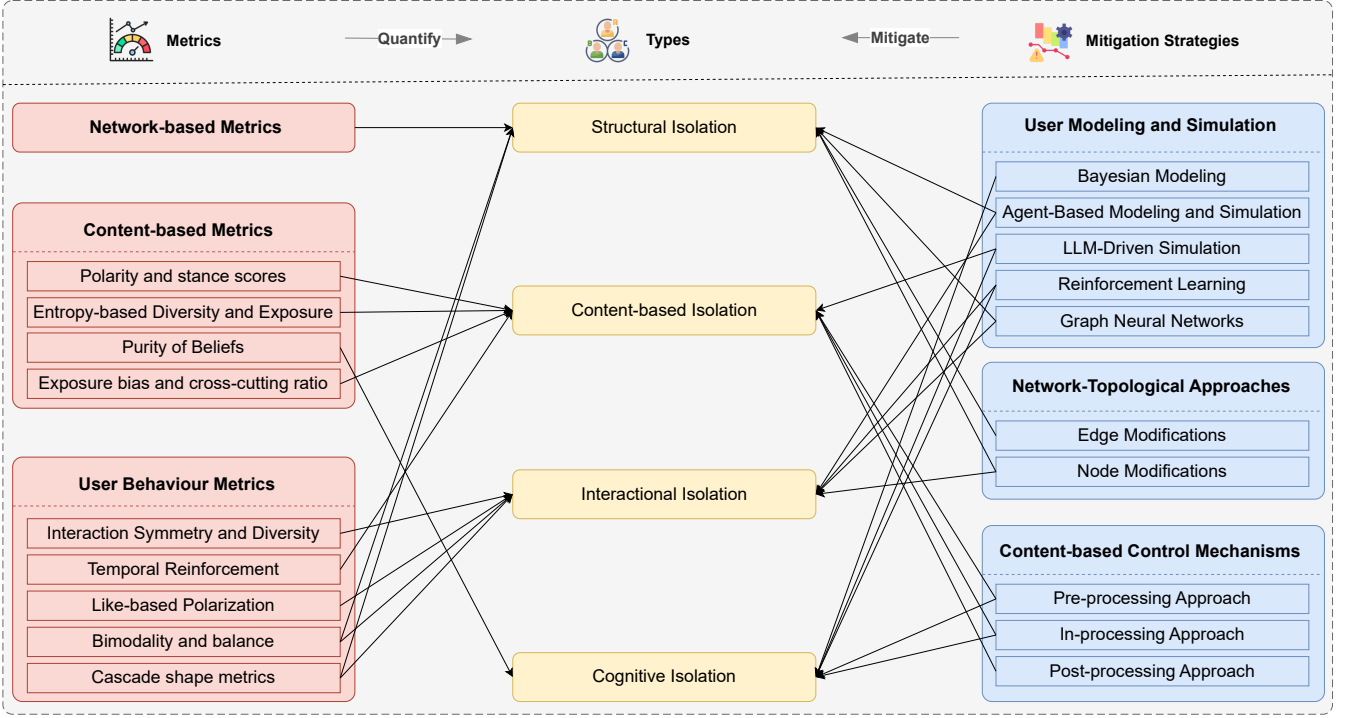 Metrics
Quantify
Types
Mitigate
Mitigation Strategies
Network-based Metrics
Content-based Metrics
Polarity and stance scores
Entropy-based Diversity and Exposure
Purity of Beliefs
Exposure bias and cross-cutting ratio
User Behaviour Metrics
Interaction Symmetry and Diversity
Temporal Reinforcement
Like-based Polarization
Bimodality and balance
Cascade shape metrics
Structural Isolation
Content-based Isolation
Interactional Isolation
Cognitive Isolation
User Modeling and Simulation
Bayesian Modeling
Agent-Based Modeling and Simulation
LLM-Driven Simulation
Reinforcement Learning
Graph Neural Networks
Network-Topological Approaches
Edge Modifications
Node Modifications
Content-based Control Mechanisms
Pre-processing Approach
In-processing Approach
Post-processing Approach